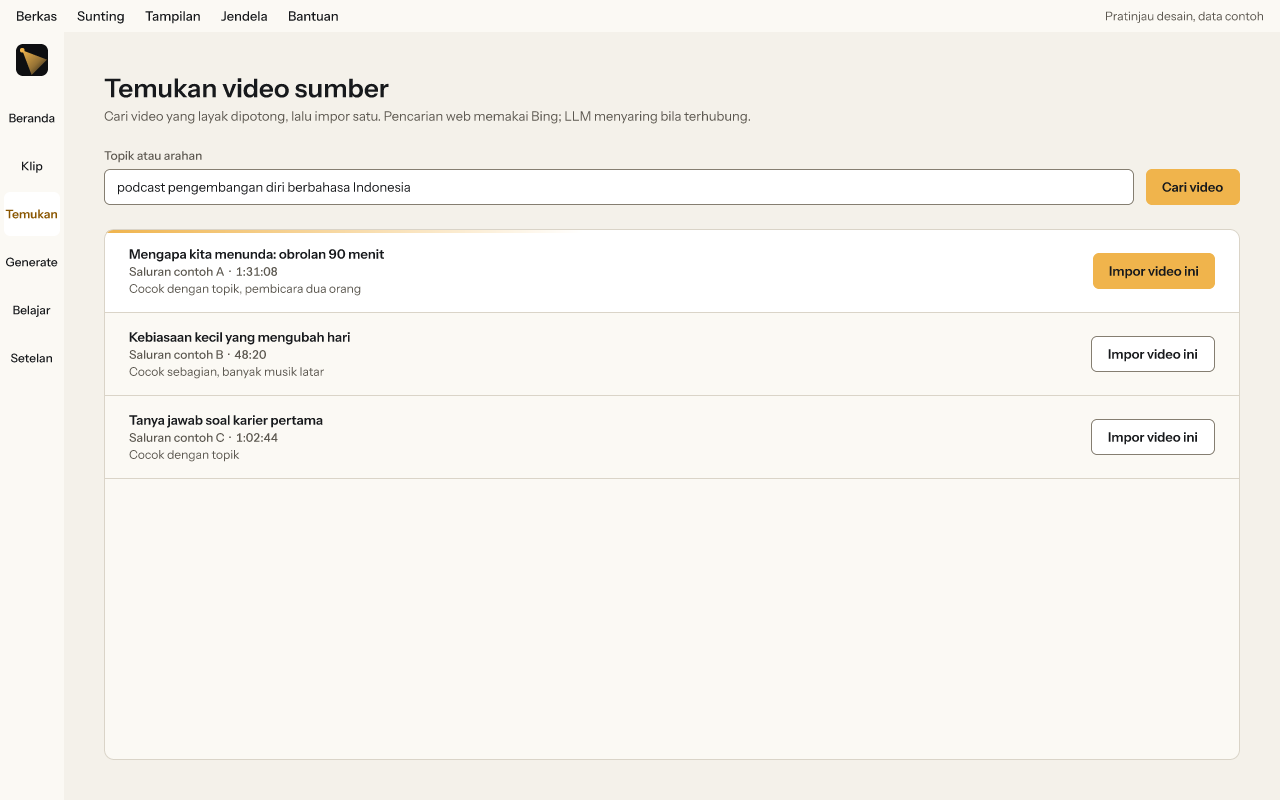 Berkas Sunting Tampilan Jendela Bantuan
Pratinjau desain, data contoh
Beranda
Klip
Temukan
Generate
Belajar
Setelan
Temukan video sumber
Cari video yang layak dipotong, lalu impor satu. Pencarian web memakai Bing; LLM menyaring bila terhubung.
Topik atau arahan
podcast pengembangan diri berbahasa Indonesia
Cari video
Mengapa kita menunda: obrolan 90 menit
Saluran contoh A · 1:31:08
Cocok dengan topik, pembicara dua orang
Impor video ini
Kebiasaan kecil yang mengubah hari
Saluran contoh B · 48:20
Cocok sebagian, banyak musik latar
Impor video ini
Tanya jawab soal karier pertama
Saluran contoh C · 1:02:44
Cocok dengan topik
Impor video ini